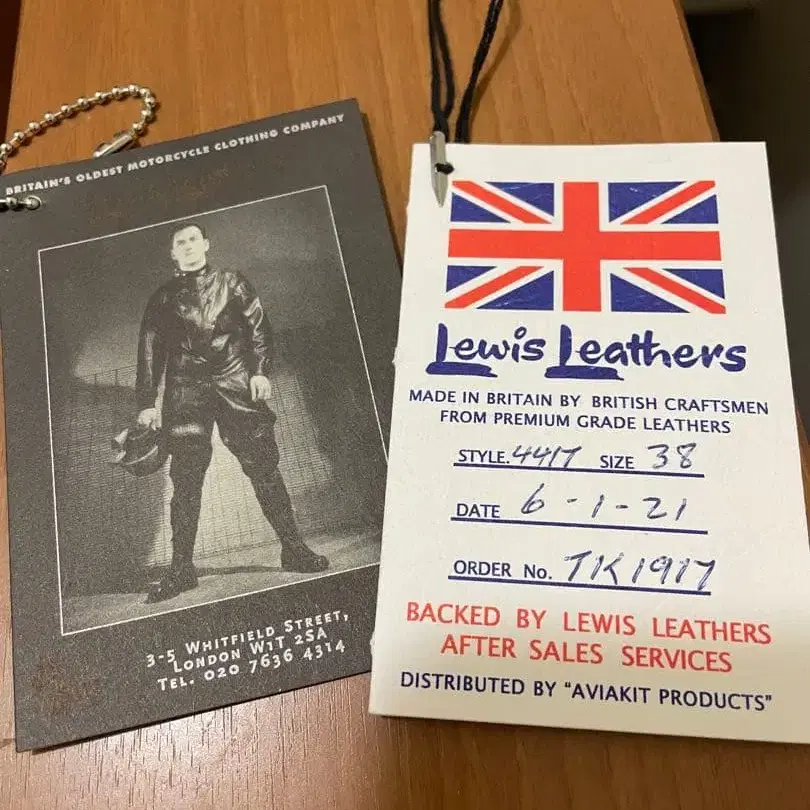 BRITAIN'S OLDEST MOTORCYCLE CLOTHING COMPANY
3-5 WHITFIELD STREET,
LONDON W1T 2SA
TEL. 020 7636 4314
Lewis Leathers
MADE IN BRITAIN BY BRITISH CRAFTSMEN
FROM PREMIUM GRADE LEATHERS
STYLE. 441T SIZE 38
DATE 6-1-21
ORDER No. TK1917
BACKED BY LEWIS LEATHERS
AFTER SALES SERVICES
DISTRIBUTED BY "AVIAKIT PRODUCTS"